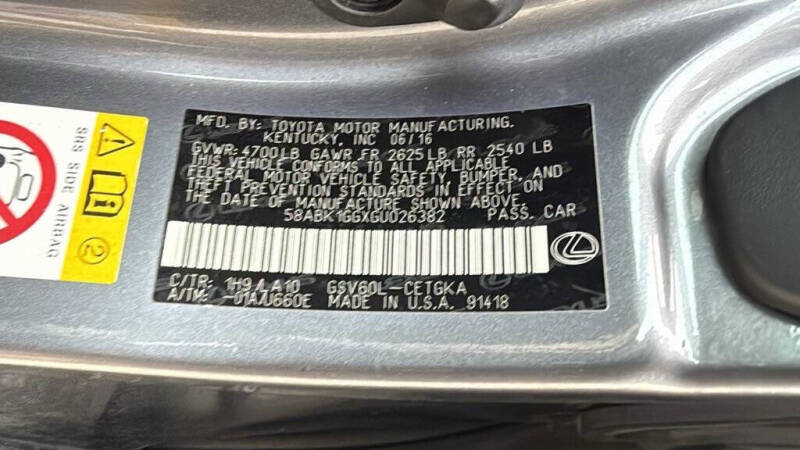 MFD. BY: TOYOTA MOTOR MANUFACTURING,
KENTUCKY, INC 06/16
GVWR: 4700LB GAWR FR 2625LB RR 2540 LB
THIS VEHICLE CONFORMS TO ALL APPLICABLE
FEDERAL MOTOR VEHICLE SAFETY, BUMPER, AND
THEFT PREVENTION STANDARDS IN EFFECT ON
THE DATE OF MANUFACTURE SHOWN ABOVE.
58ABK1GGXGU026382 PASS. CAR
C/TR: 1H9/LA10 GSV60L-CETGKA
A/TM: -01A/U660E MADE IN U.S.A. 91418
SRS SIDE AIRBAG
2